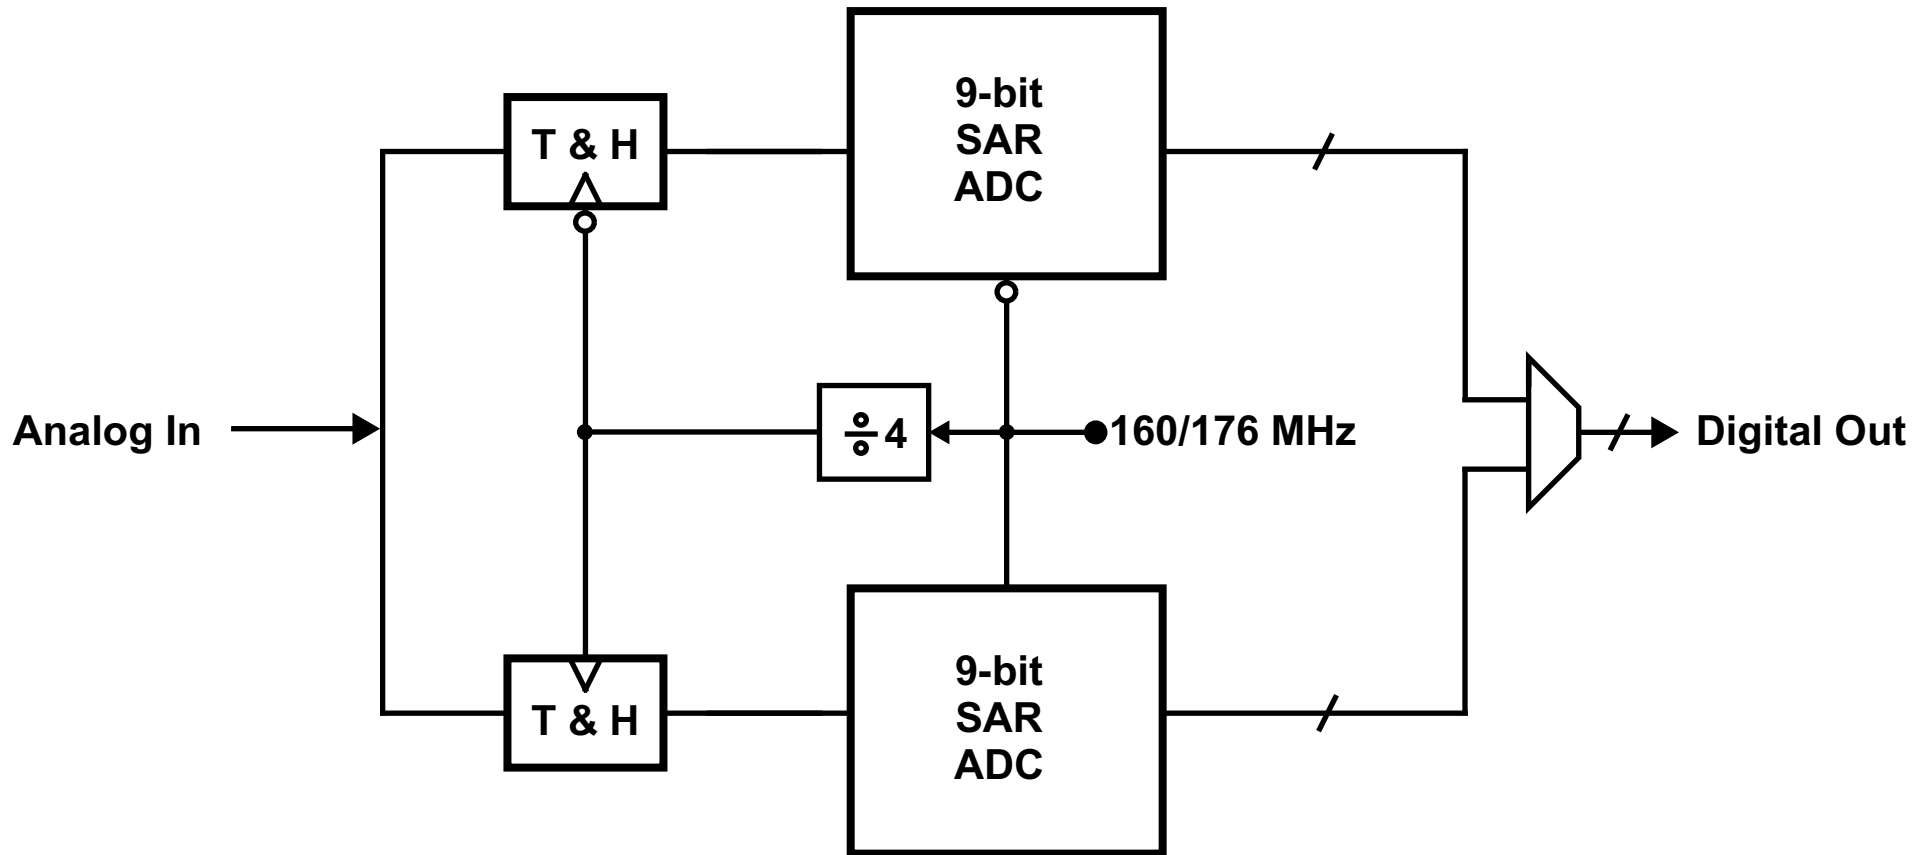 9-bit
SAR
ADC
T & H
Analog In
÷4
160/176 MHz
Digital Out
9-bit
SAR
ADC
T & H